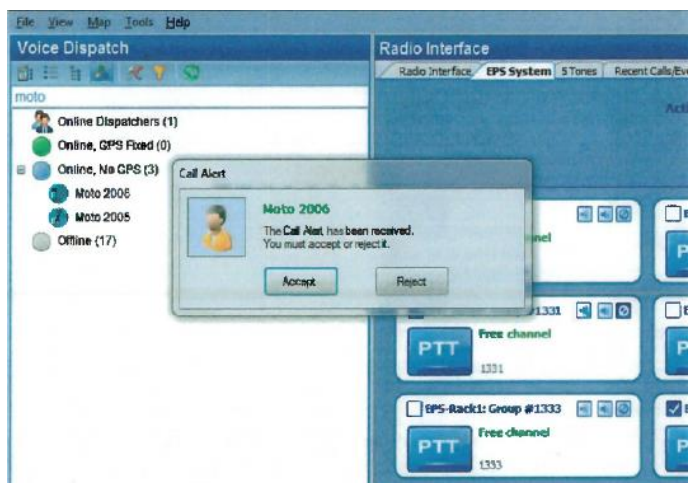 File View Map Tools Help
Voice Dispatch
Radio Interface
Radio Interface EPS System 5 Tones Recent Calls/Eve
moto
Online Dispatchers (1)
Online, GPS Fixed (0)
Online, No GPS (3)
Moto 2006
Moto 2005
Offline (17)
Call Alert
Moto 2006
The Call Alert has been received.
You must accept or reject it.
Accept
Reject
1331
PTT
Free channel
1331
EPS-Rack1: Group #1333
PTT
Free channel
1333